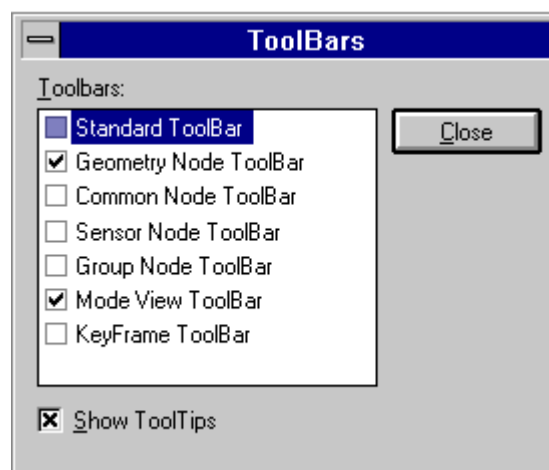 ToolBars
Toolbars:
Standard ToolBar
Close
Geometry Node ToolBar
Common Node ToolBar
Sensor Node ToolBar
Group Node ToolBar
Mode View ToolBar
KeyFrame ToolBar
Show ToolTips